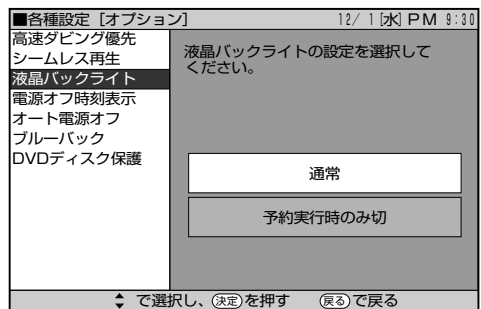 ■各種設定［オプション］ 12/ 1［水］PM 9:30
高速ダビング優先
シームレス再生
液晶バックライト
電源オフ時刻表示
オート電源オフ
ブルーバック
DVDディスク保護
液晶バックライトの設定を選択して
ください。
通常
予約実行時のみ切
で選択し、決定を押す 戻るで戻る